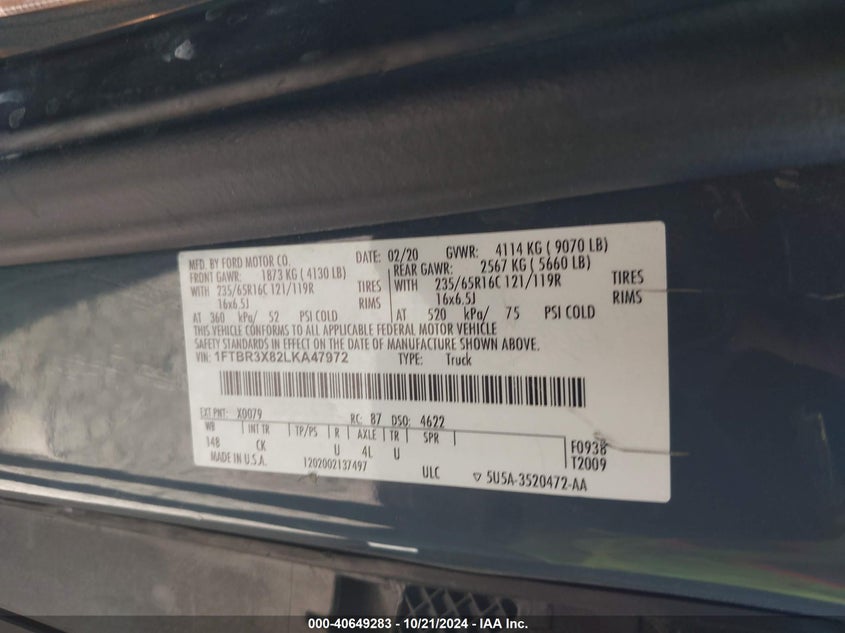 MFD. BY FORD MOTOR CO. DATE: 02/20 GVWR: 4114 KG ( 9070 LB)
FRONT GAWR: 1873 KG ( 4130 LB) REAR GAWR: 2567 KG ( 5660 LB)
WITH 235/65R16C 121/119R TIRES WITH 235/65R16C 121/119R TIRES
16x6.5J RIMS 16x6.5J RIMS
AT 360 kPa/ 52 PSI COLD AT 520 kPa/ 75 PSI COLD
THIS VEHICLE CONFORMS TO ALL APPLICABLE FEDERAL MOTOR VEHICLE
SAFETY STANDARDS IN EFFECT ON THE DATE OF MANUFACTURE SHOWN ABOVE.
VIN: 1FTBR3X82LKA47972 TYPE: Truck
EXT PNT: X0079 RC: 87 DSO: 4622
WB INT TR TP/PS R AXLE TR SPR
148 CK U 4L U
F0938
T2009
MADE IN U.S.A. 1202002137497 ULC ▽ 5U5A-3520472-AA
000-40649283 - 10/21/2024 - IAA Inc.